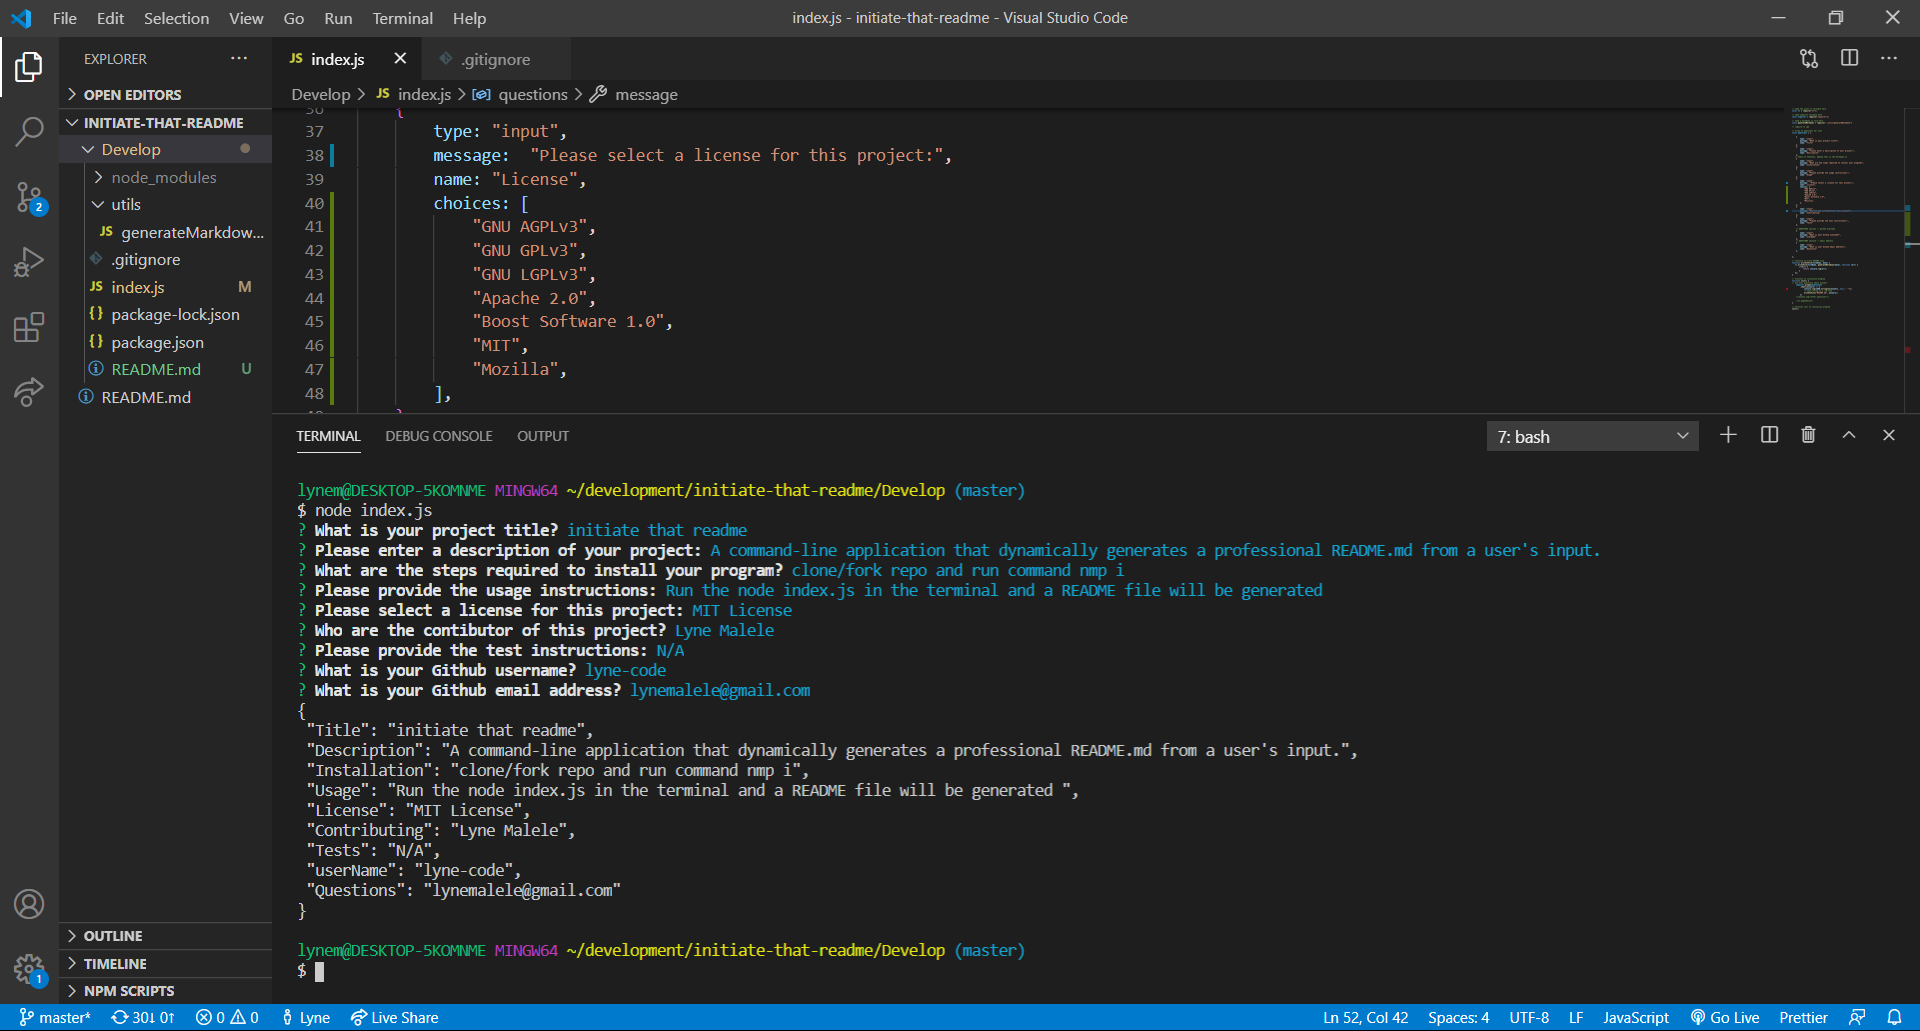 File Edit Selection View Go Run Terminal Help
index.js - initiate-that-readme - Visual Studio Code
EXPLORER
OPEN EDITORS
INITIATE-THAT-README
Develop
node_modules
utils
JS generateMarkdow...
.gitignore
JS index.js M
{} package-lock.json
{} package.json
README.md U
README.md
OUTLINE
TIMELINE
NPM SCRIPTS
2
1
JS index.js
.gitignore
Develop > JS index.js > questions > message
36 {
37 type: "input",
38 message:  "Please select a license for this project:",
39 name: "License",
40 choices: [
41 "GNU AGPLv3",
42 "GNU GPLv3",
43 "GNU LGPLv3",
44 "Apache 2.0",
45 "Boost Software 1.0",
46 "MIT",
47 "Mozilla",
48 ],
TERMINAL DEBUG CONSOLE OUTPUT
7: bash
lynem@DESKTOP-5KOMNME MINGW64 ~/development/initiate-that-readme/Develop (master)
$ node index.js
? What is your project title? initiate that readme
? Please enter a description of your project: A command-line application that dynamically generates a professional README.md from a user's input.
? What are the steps required to install your program? clone/fork repo and run command nmp i
? Please provide the usage instructions: Run the node index.js in the terminal and a README file will be generated
? Please select a license for this project: MIT License
? Who are the contibutor of this project? Lyne Malele
? Please provide the test instructions: N/A
? What is your Github username? lyne-code
? What is your Github email address? lynemalele@gmail.com
{
"Title": "initiate that readme",
"Description": "A command-line application that dynamically generates a professional README.md from a user's input.",
"Installation": "clone/fork repo and run command nmp i",
"Usage": "Run the node index.js in the terminal and a README file will be generated ",
"License": "MIT License",
"Contributing": "Lyne Malele",
"Tests": "N/A",
"userName": "lyne-code",
"Questions": "lynemalele@gmail.com"
}
lynem@DESKTOP-5KOMNME MINGW64 ~/development/initiate-that-readme/Develop (master)
$
master* 30↓ 0↑ 0 0 Lyne Live Share
Ln 52, Col 42 Spaces: 4 UTF-8 LF JavaScript Go Live Prettier